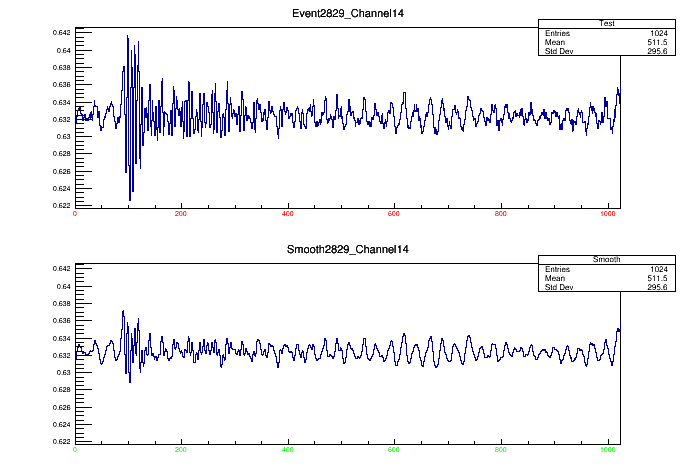 Event2829_Channel14
Test
Entries 1024
Mean 511.5
Std Dev 295.6
0.642
0.64
0.638
0.636
0.634
0.632
0.63
0.628
0.626
0.624
0.622
0 200 400 600 800 1000
Smooth2829_Channel14
Smooth
Entries 1024
Mean 511.5
Std Dev 295.6
0.642
0.64
0.638
0.636
0.634
0.632
0.63
0.628
0.626
0.624
0.622
0 200 400 600 800 1000